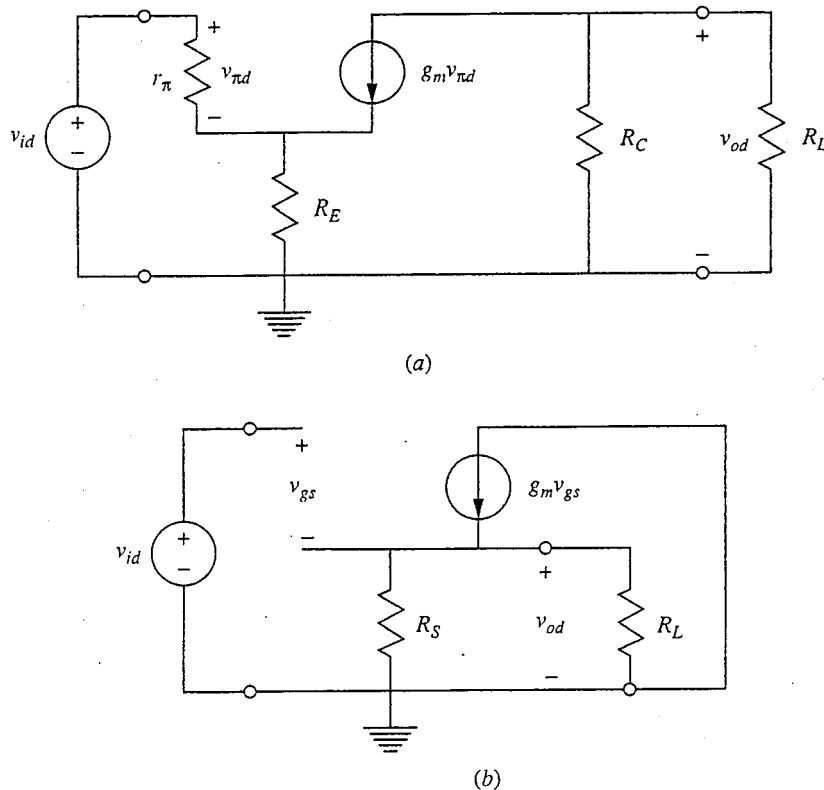 +
+
r_π
v_πd
g_m v_πd
+
v_id
−
−
R_C
v_od
R_L
R_E
−
(a)
+
v_gs
g_m v_gs
v_id
+
−
−
+
R_S
v_od
R_L
−
(b)